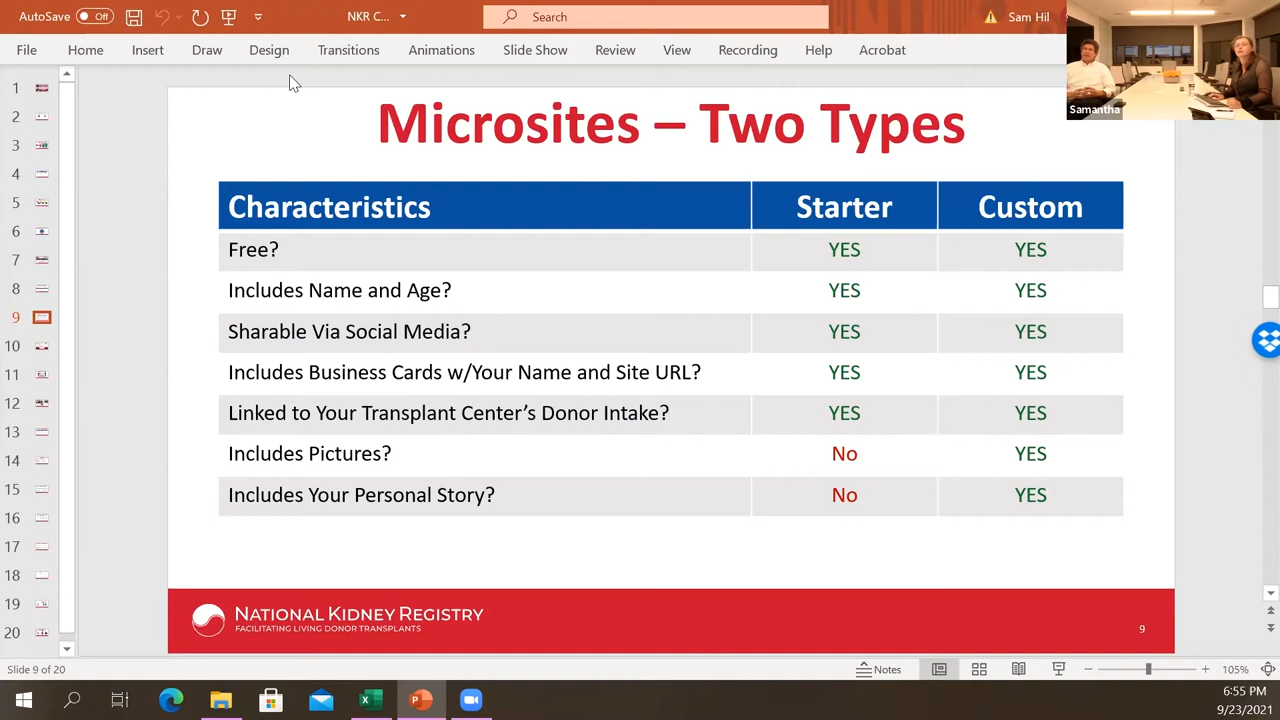 AutoSave Off NKR C... Search Sam Hil
File Home Insert Draw Design Transitions Animations Slide Show Review View Recording Help Acrobat
Samantha
1
3
4
5
6
7
8
9
10
11
12
13
14
15
16
17
18
19
20
Microsites – Two Types
Characteristics Starter Custom
Free? YES YES
Includes Name and Age? YES YES
Sharable Via Social Media? YES YES
Includes Business Cards w/Your Name and Site URL? YES YES
Linked to Your Transplant Center's Donor Intake? YES YES
Includes Pictures? No YES
Includes Your Personal Story? No YES
NATIONAL KIDNEY REGISTRY
FACILITATING LIVING DONOR TRANSPLANTS
9
Slide 9 of 20 Notes 105%
6:55 PM
9/23/2021